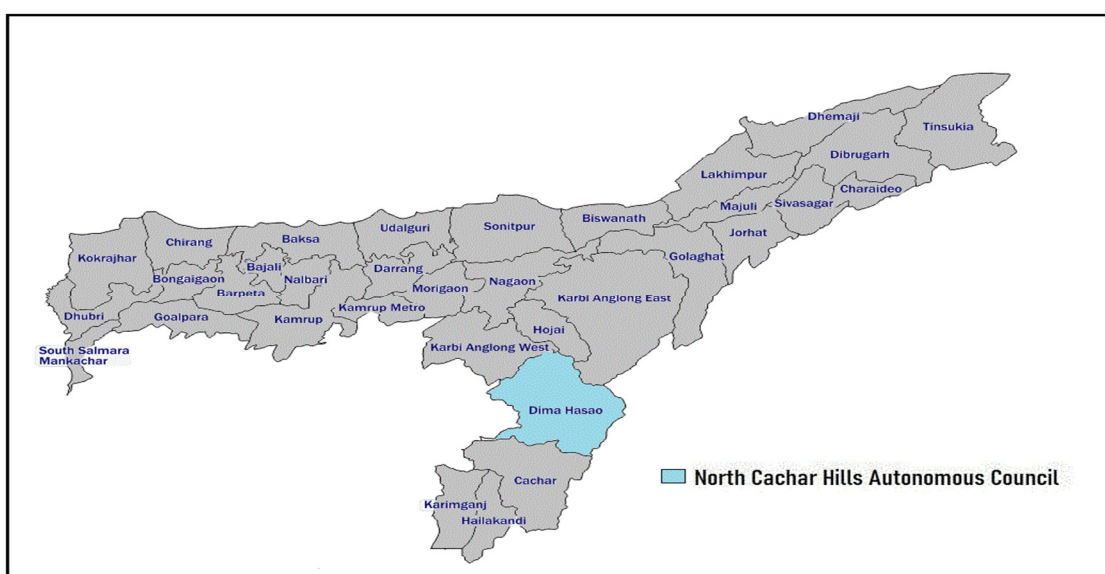 Dhemaji
Tinsukia
Dibrugarh
Lakhimpur
Charaideo
Majuli
Sivasagar
Jorhat
Biswanath
Sonitpur
Udalguri
Baksa
Chirang
Kokrajhar
Golaghat
Darrang
Bajali
Bongaigaon
Nalbari
Nagaon
Morigaon
Barpeta
Karbi Anglong East
Kamrup Metro
Dhubri
Goalpara
Kamrup
Hojai
Karbi Anglong West
South Salmara
Mankachar
Dima Hasao
North Cachar Hills Autonomous Council
Cachar
Karimganj
Hailakandi